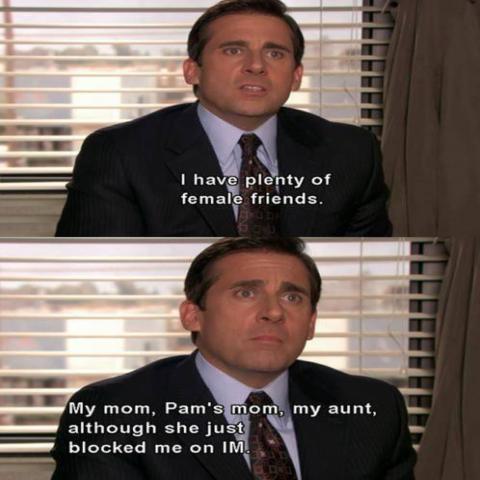 I have plenty of
female friends.
My mom, Pam's mom, my aunt,
although she just
blocked me on IM.